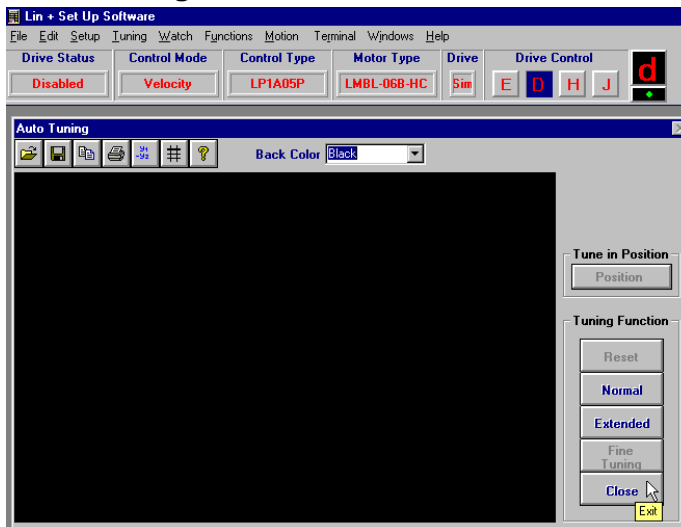 Lin + Set Up Software
File Edit Setup Tuning Watch Functions Motion Terminal Windows Help
Drive Status Control Mode Control Type Motor Type Drive Drive Control
Disabled Velocity LP1A05P LMBL-06B-HC Sim E D H J d
Auto Tuning
y1 -y2 ? Back Color Black
Tune in Position
Position
Tuning Function
Reset
Normal
Extended
Fine
Tuning
Close
Exit